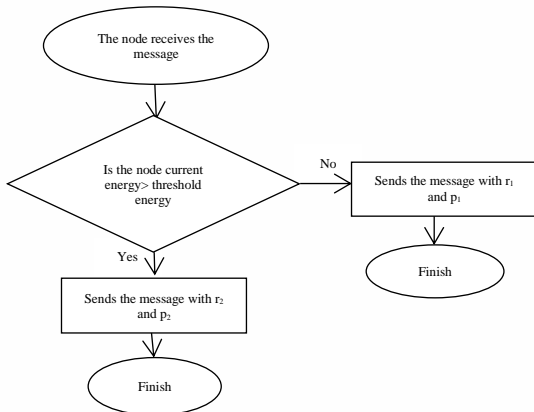 The node receives the
message
Is the node current
energy> threshold
energy
No
Sends the message with r₁
and p₁
Finish
Yes
Sends the message with r₂
and p₂
Finish